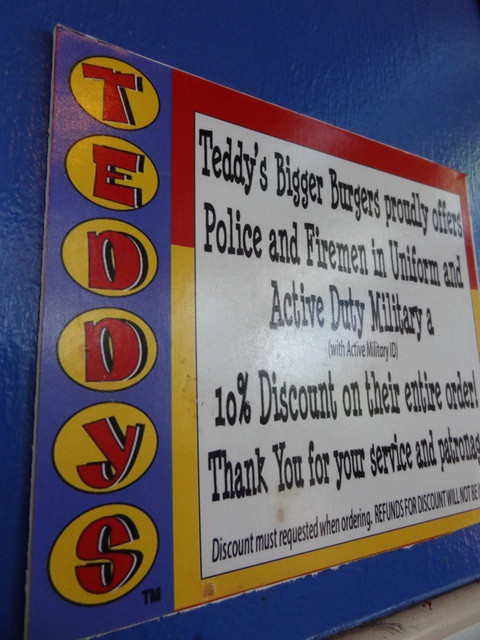 TEDDyS
TM
Teddy's Bigger Burgers proudly offers
Police and Firemen in Uniform and
Active Duty Military a
(with Active Military ID)
10% Discount on their entire order!
Thank You for your service and
Discount must requested when ordering. REFUNDS FOR DISCOUNT WILL NOT BE